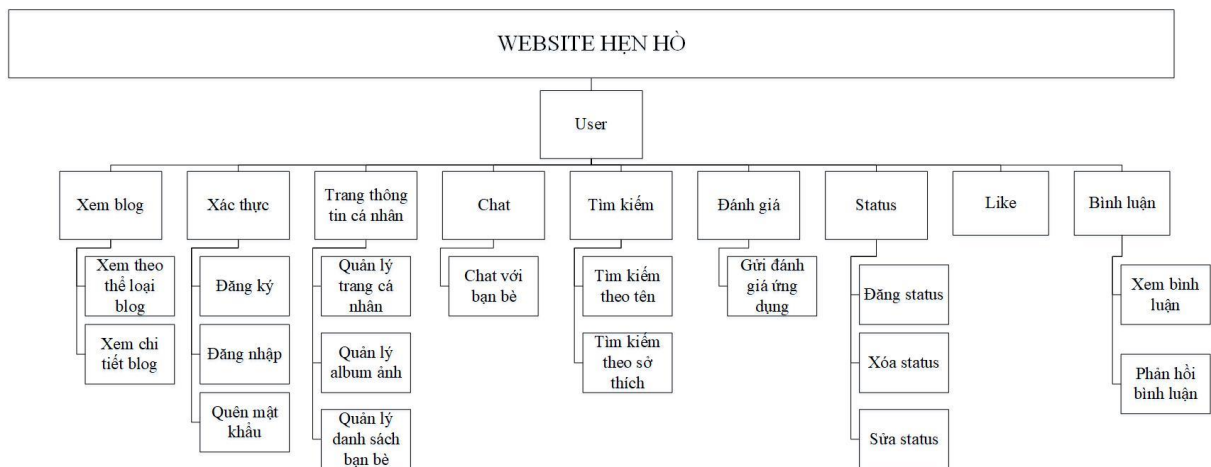 WEBSITE HẸN HÒ
User
Xem blog
Xác thực
Trang thông
tin cá nhân
Chat
Tìm kiếm
Đánh giá
Status
Like
Bình luận
Xem theo
thể loại
blog
Xem chi
tiết blog
Đăng ký
Đăng nhập
Quên mật
khẩu
Quản lý
trang cá
nhân
Quản lý
album ảnh
Quản lý
danh sách
bạn bè
Chat với
bạn bè
Tìm kiếm
theo tên
Tìm kiếm
theo sở
thích
Gửi đánh
giá ứng
dụng
Đăng status
Xóa status
Sửa status
Xem bình
luận
Phản hồi
bình luận